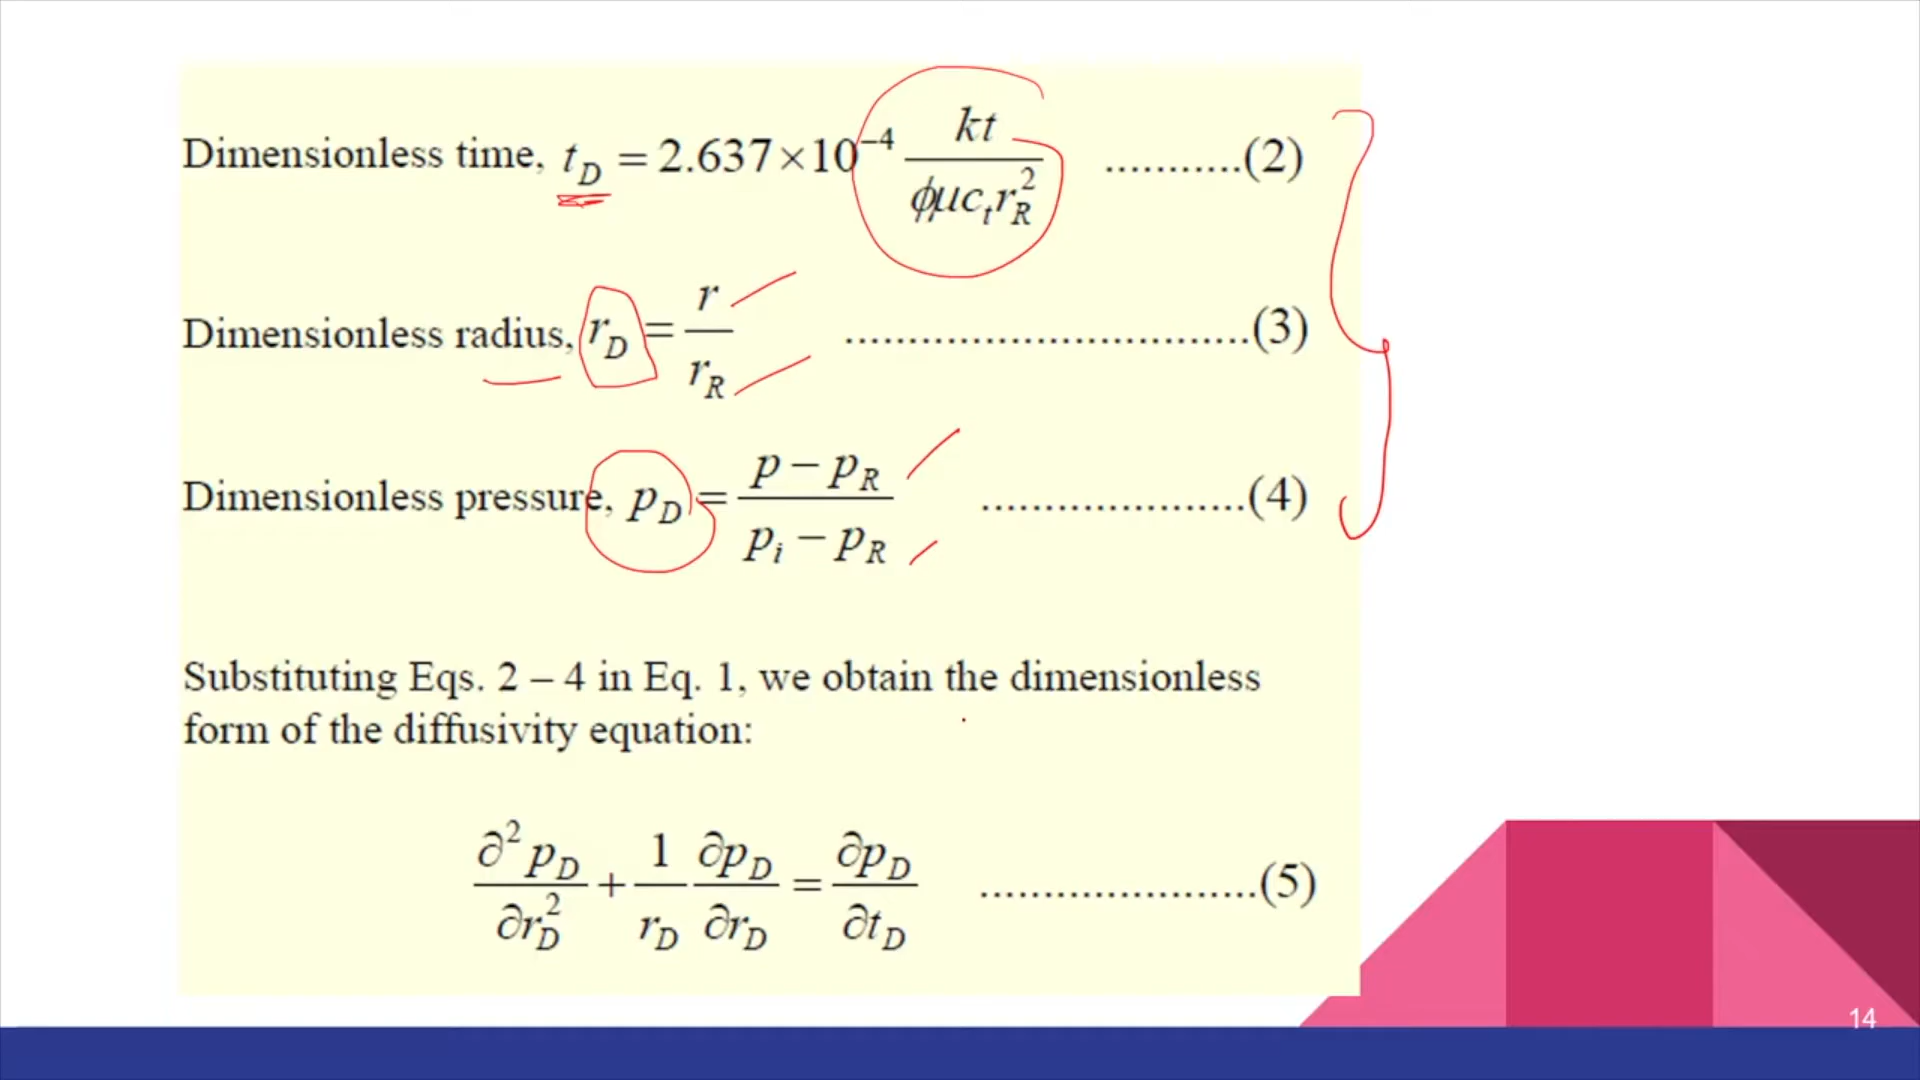 Dimensionless time, t_D = 2.637×10⁻⁴ kt / ϕμc_t r_R² ...........(2)
Dimensionless radius, r_D = r / r_R ................................(3)
Dimensionless pressure, p_D = p − p_R / p_i − p_R .....................(4)
Substituting Eqs. 2 – 4 in Eq. 1, we obtain the dimensionless
form of the diffusivity equation:
∂²p_D / ∂r_D² + 1 / r_D ∂p_D / ∂r_D = ∂p_D / ∂t_D ......................(5)
14